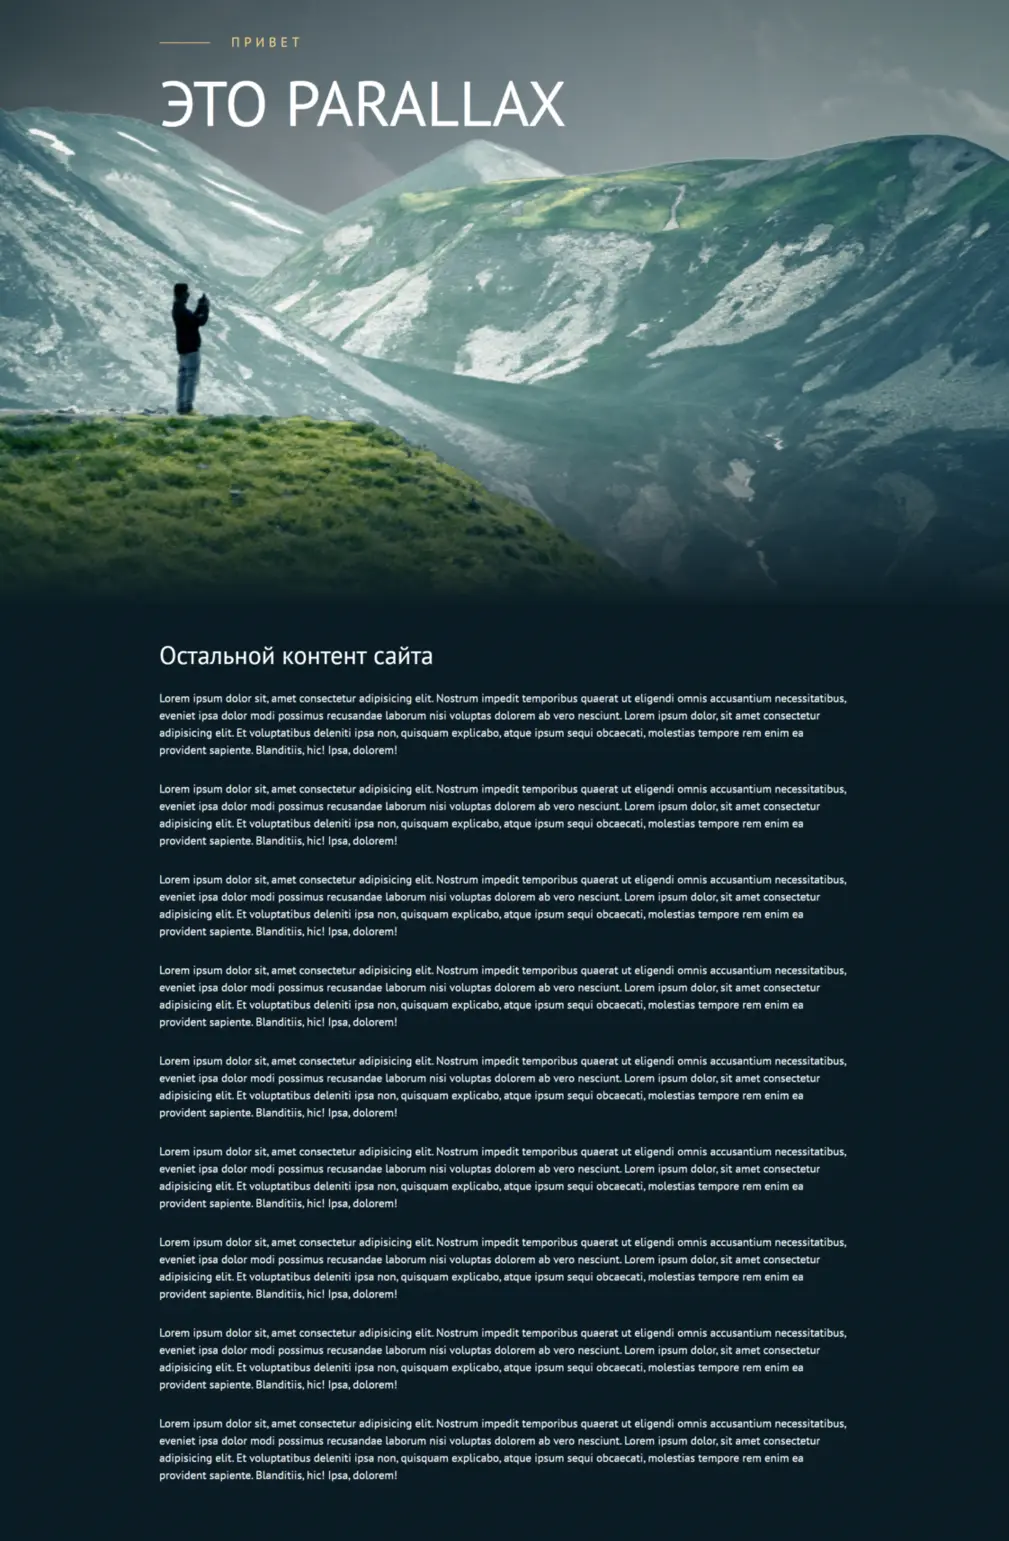 ПРИВЕТ
ЭТО PARALLAX
Остальной контент сайта
Lorem ipsum dolor sit, amet consectetur adipisicing elit. Nostrum impedit temporibus quaerat ut eligendi omnis accusantium necessitatibus,
eveniet ipsa dolor modi possimus recusandae laborum nisi voluptas dolorem ab vero nesciunt. Lorem ipsum dolor, sit amet consectetur
adipisicing elit. Et voluptatibus deleniti ipsa non, quisquam explicabo, atque ipsum sequi obcaecati, molestias tempore rem enim ea
provident sapiente. Blanditiis, hic! Ipsa, dolorem!
Lorem ipsum dolor sit, amet consectetur adipisicing elit. Nostrum impedit temporibus quaerat ut eligendi omnis accusantium necessitatibus,
eveniet ipsa dolor modi possimus recusandae laborum nisi voluptas dolorem ab vero nesciunt. Lorem ipsum dolor, sit amet consectetur
adipisicing elit. Et voluptatibus deleniti ipsa non, quisquam explicabo, atque ipsum sequi obcaecati, molestias tempore rem enim ea
provident sapiente. Blanditiis, hic! Ipsa, dolorem!
Lorem ipsum dolor sit, amet consectetur adipisicing elit. Nostrum impedit temporibus quaerat ut eligendi omnis accusantium necessitatibus,
eveniet ipsa dolor modi possimus recusandae laborum nisi voluptas dolorem ab vero nesciunt. Lorem ipsum dolor, sit amet consectetur
adipisicing elit. Et voluptatibus deleniti ipsa non, quisquam explicabo, atque ipsum sequi obcaecati, molestias tempore rem enim ea
provident sapiente. Blanditiis, hic! Ipsa, dolorem!
Lorem ipsum dolor sit, amet consectetur adipisicing elit. Nostrum impedit temporibus quaerat ut eligendi omnis accusantium necessitatibus,
eveniet ipsa dolor modi possimus recusandae laborum nisi voluptas dolorem ab vero nesciunt. Lorem ipsum dolor, sit amet consectetur
adipisicing elit. Et voluptatibus deleniti ipsa non, quisquam explicabo, atque ipsum sequi obcaecati, molestias tempore rem enim ea
provident sapiente. Blanditiis, hic! Ipsa, dolorem!
Lorem ipsum dolor sit, amet consectetur adipisicing elit. Nostrum impedit temporibus quaerat ut eligendi omnis accusantium necessitatibus,
eveniet ipsa dolor modi possimus recusandae laborum nisi voluptas dolorem ab vero nesciunt. Lorem ipsum dolor, sit amet consectetur
adipisicing elit. Et voluptatibus deleniti ipsa non, quisquam explicabo, atque ipsum sequi obcaecati, molestias tempore rem enim ea
provident sapiente. Blanditiis, hic! Ipsa, dolorem!
Lorem ipsum dolor sit, amet consectetur adipisicing elit. Nostrum impedit temporibus quaerat ut eligendi omnis accusantium necessitatibus,
eveniet ipsa dolor modi possimus recusandae laborum nisi voluptas dolorem ab vero nesciunt. Lorem ipsum dolor, sit amet consectetur
adipisicing elit. Et voluptatibus deleniti ipsa non, quisquam explicabo, atque ipsum sequi obcaecati, molestias tempore rem enim ea
provident sapiente. Blanditiis, hic! Ipsa, dolorem!
Lorem ipsum dolor sit, amet consectetur adipisicing elit. Nostrum impedit temporibus quaerat ut eligendi omnis accusantium necessitatibus,
eveniet ipsa dolor modi possimus recusandae laborum nisi voluptas dolorem ab vero nesciunt. Lorem ipsum dolor, sit amet consectetur
adipisicing elit. Et voluptatibus deleniti ipsa non, quisquam explicabo, atque ipsum sequi obcaecati, molestias tempore rem enim ea
provident sapiente. Blanditiis, hic! Ipsa, dolorem!
Lorem ipsum dolor sit, amet consectetur adipisicing elit. Nostrum impedit temporibus quaerat ut eligendi omnis accusantium necessitatibus,
eveniet ipsa dolor modi possimus recusandae laborum nisi voluptas dolorem ab vero nesciunt. Lorem ipsum dolor, sit amet consectetur
adipisicing elit. Et voluptatibus deleniti ipsa non, quisquam explicabo, atque ipsum sequi obcaecati, molestias tempore rem enim ea
provident sapiente. Blanditiis, hic! Ipsa, dolorem!
Lorem ipsum dolor sit, amet consectetur adipisicing elit. Nostrum impedit temporibus quaerat ut eligendi omnis accusantium necessitatibus,
eveniet ipsa dolor modi possimus recusandae laborum nisi voluptas dolorem ab vero nesciunt. Lorem ipsum dolor, sit amet consectetur
adipisicing elit. Et voluptatibus deleniti ipsa non, quisquam explicabo, atque ipsum sequi obcaecati, molestias tempore rem enim ea
provident sapiente. Blanditiis, hic! Ipsa, dolorem!